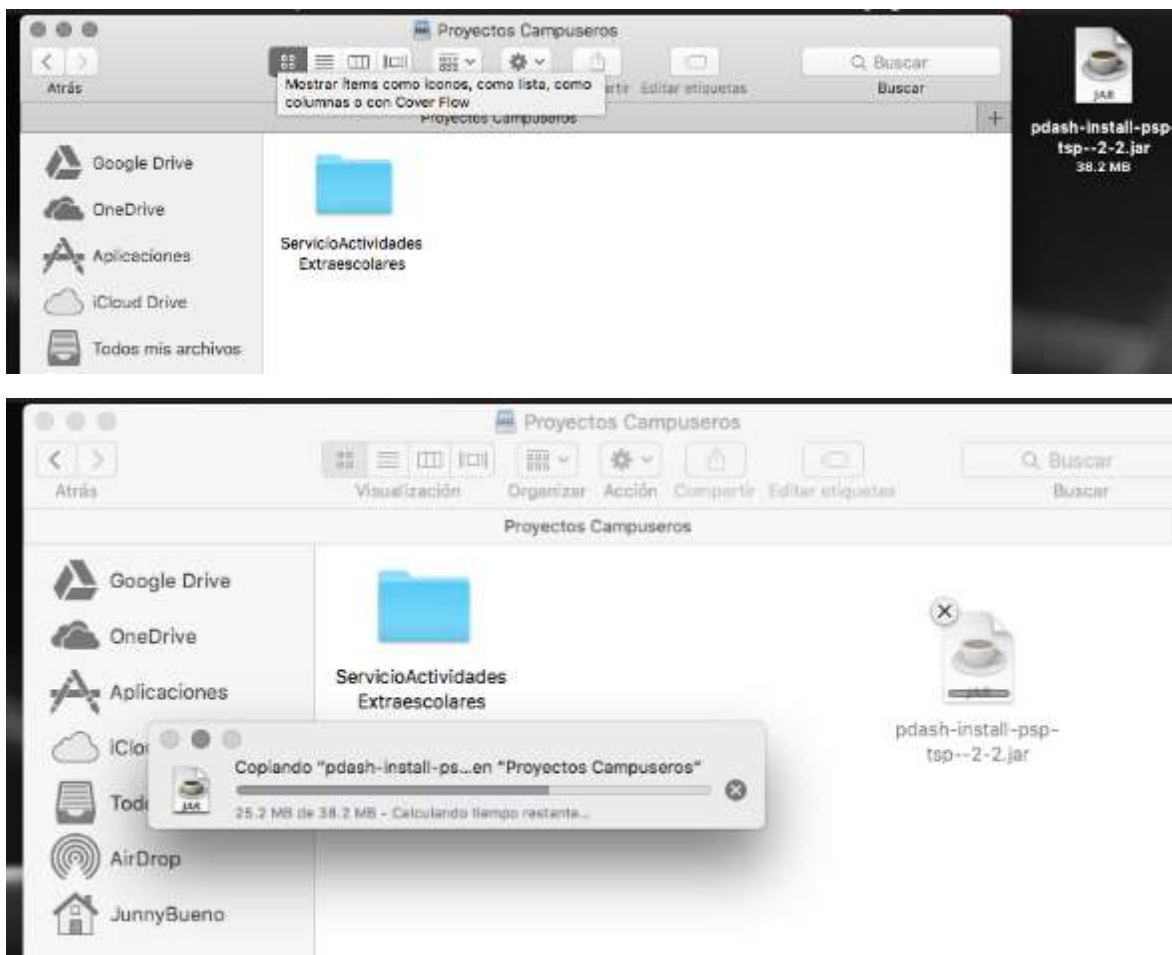 Proyectos Campuseros
Buscar
Atrás
Mostrar ítems como iconos, como lista, como
columnas o con Cover Flow
Editar etiquetas
Buscar
Proyectos Campuseros
JAR
pdash-install-psp-
tsp--2-2.jar
38.2 MB
Google Drive
OneDrive
Aplicaciones
iCloud Drive
Todos mis archivos
ServicioActividades
Extraescolares
Proyectos Campuseros
Buscar
Atrás
Visualización
Organizar
Acción
Compartir
Editar etiquetas
Buscar
Proyectos Campuseros
Google Drive
OneDrive
Aplicaciones
AirDrop
JunnyBueno
ServicioActividades
Extraescolares
JAR
pdash-install-psp-
tsp--2-2.jar
Copiando "pdash-install-ps...en "Proyectos Campuseros"
JAR
25.2 MB de 38.2 MB - Calculando tiempo restante...